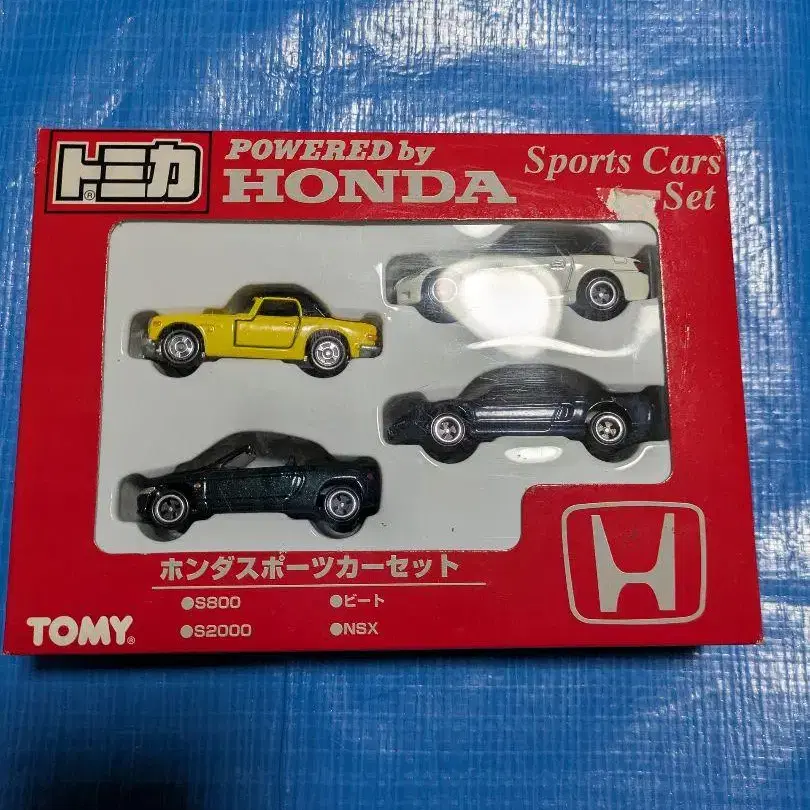 トミカ®
POWERED by
HONDA
Sports Cars
Set
ホンダスポーツカーセット
●S800 ●ビート
●S2000 ●NSX
TOMY®